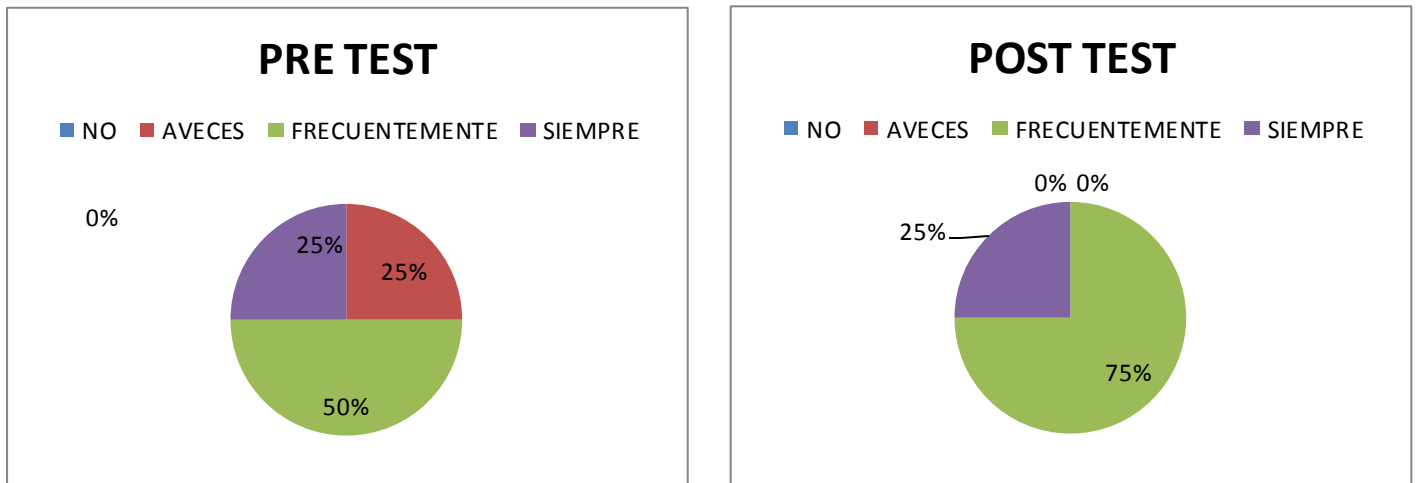 PRE TEST
NO AVECES FRECUENTEMENTE SIEMPRE
0%
25%
25%
50%
POST TEST
NO AVECES FRECUENTEMENTE SIEMPRE
0% 0%
25%
75%